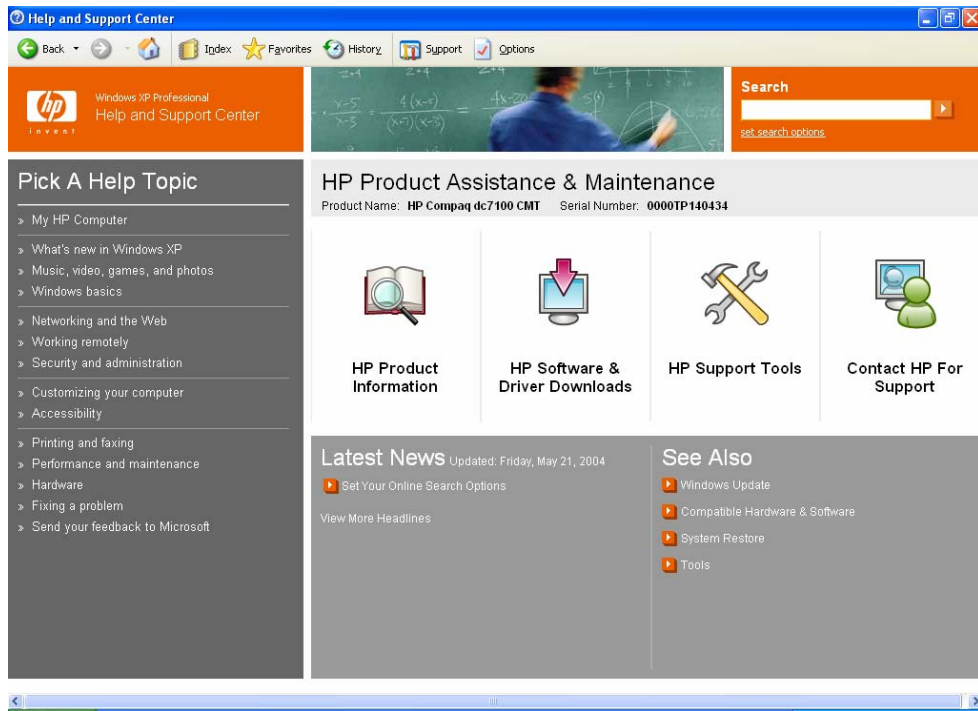 Help and Support Center
Back
Index
Favorites
History
Support
Options
hp
invent
Windows XP Professional
Help and Support Center
Search
set search options
Pick A Help Topic
» My HP Computer
» What's new in Windows XP
» Music, video, games, and photos
» Windows basics
» Networking and the Web
» Working remotely
» Security and administration
» Customizing your computer
» Accessibility
» Printing and faxing
» Performance and maintenance
» Hardware
» Fixing a problem
» Send your feedback to Microsoft
HP Product Assistance & Maintenance
Product Name: HP Compaq dc7100 CMT Serial Number: 0000TP140434
HP Product
Information
HP Software &
Driver Downloads
HP Support Tools
Contact HP For
Support
Latest News Updated: Friday, May 21, 2004
Set Your Online Search Options
View More Headlines
See Also
Windows Update
Compatible Hardware & Software
System Restore
Tools